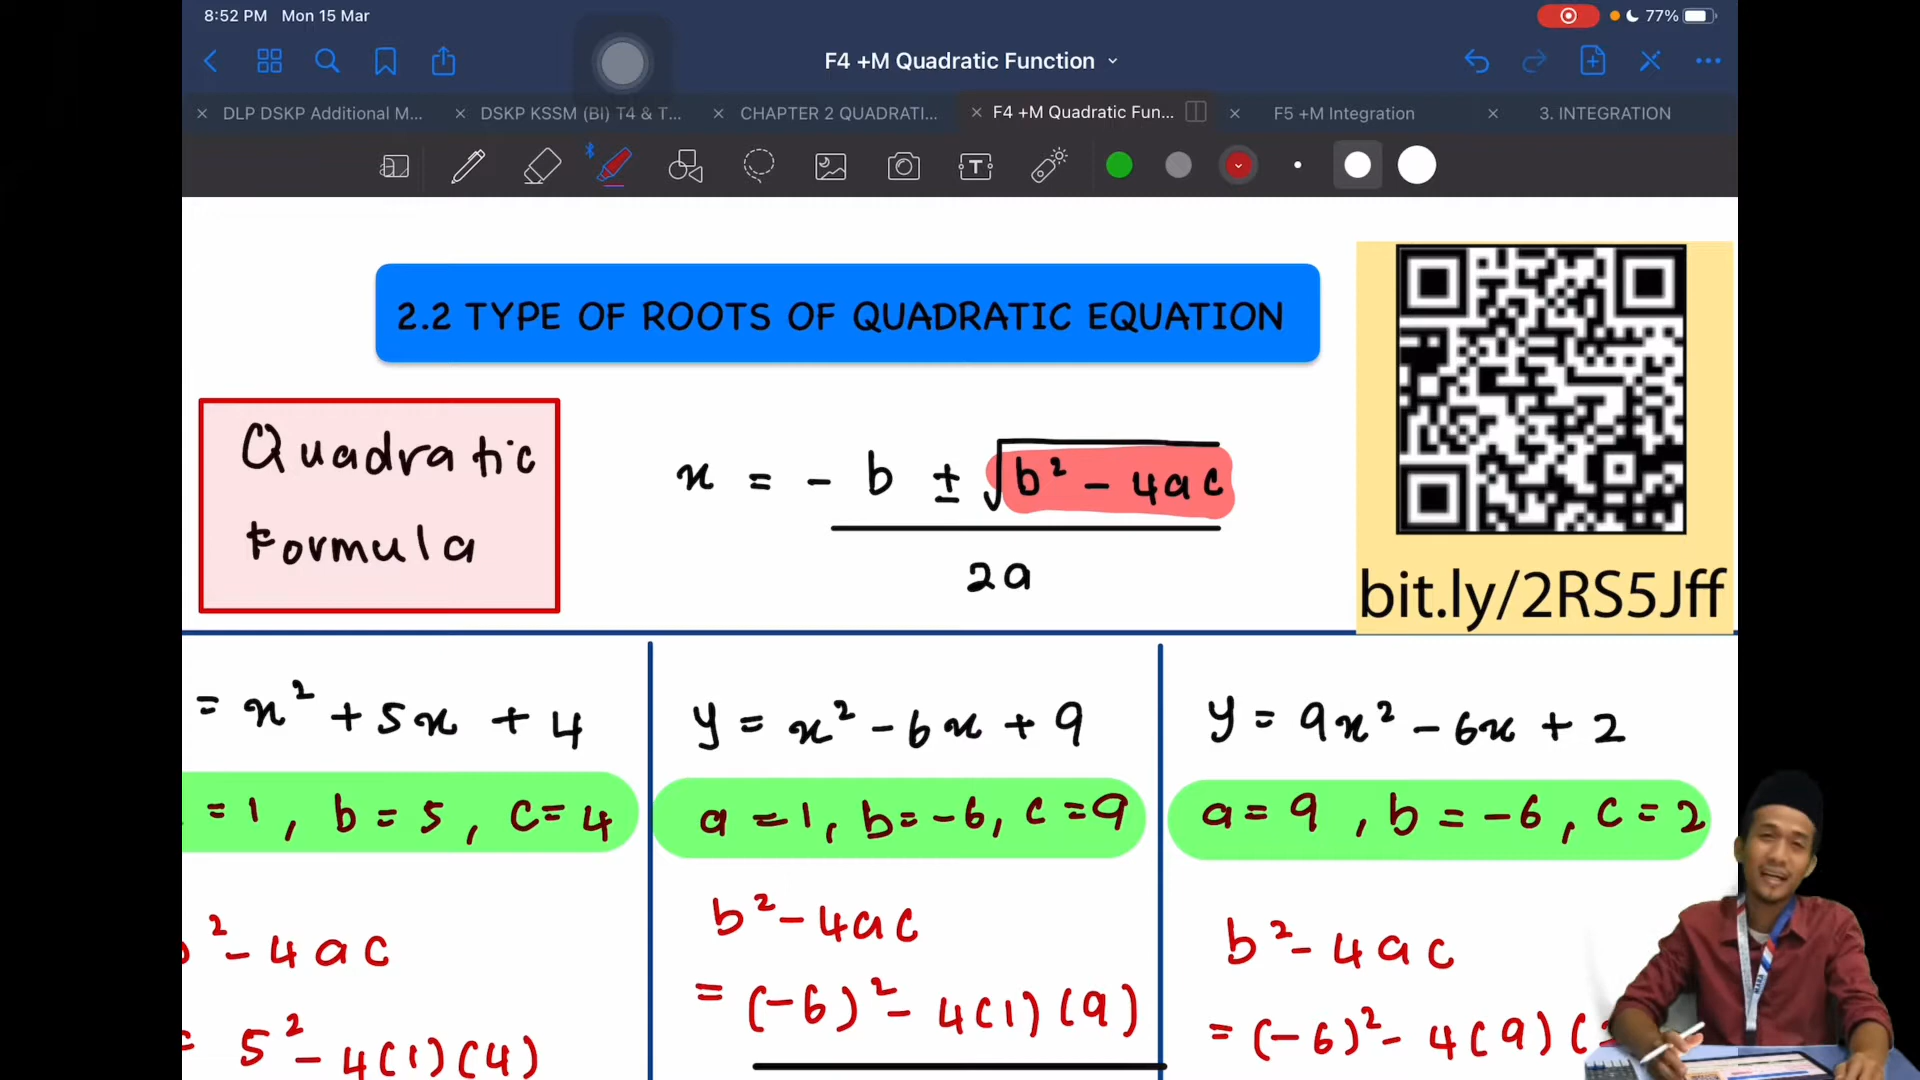 8:52 PM Mon 15 Mar
77%
F4 +M Quadratic Function
DLP DSKP Additional M...
DSKP KSSM (BI) T4 & T...
CHAPTER 2 QUADRATI...
F4 +M Quadratic Fun...
F5 +M Integration
3. INTEGRATION
2.2 TYPE OF ROOTS OF QUADRATIC EQUATION
Quadratic
Formula
x = - b ± √b² - 4ac
2a
bit.ly/2RS5Jff
= x² + 5x + 4
= 1, b = 5, c = 4
² - 4ac
= 5² - 4(1)(4)
y = x² - 6x + 9
a = 1, b = -6, c = 9
b² - 4ac
= (-6)² - 4(1)(9)
y = 9x² - 6x + 2
a = 9, b = -6, c = 2
b² - 4ac
= (-6)² - 4(9)(